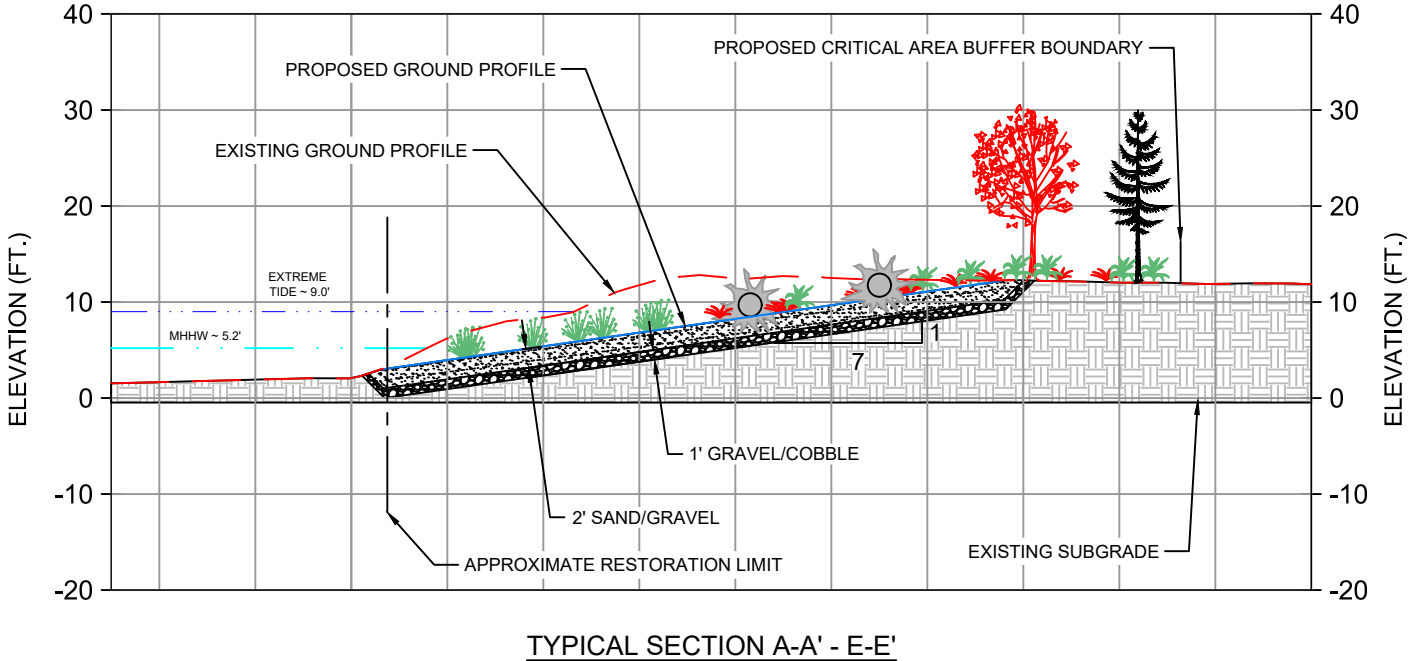 40
40
PROPOSED CRITICAL AREA BUFFER BOUNDARY
PROPOSED GROUND PROFILE
30
30
EXISTING GROUND PROFILE
20
20
ELEVATION (FT.)
ELEVATION (FT.)
EXTREME
TIDE ~ 9.0'
10
10
MHHW ~ 5.2'
1
7
0
0
1' GRAVEL/COBBLE
-10
-10
2' SAND/GRAVEL
EXISTING SUBGRADE
APPROXIMATE RESTORATION LIMIT
-20
-20
TYPICAL SECTION A-A' - E-E'